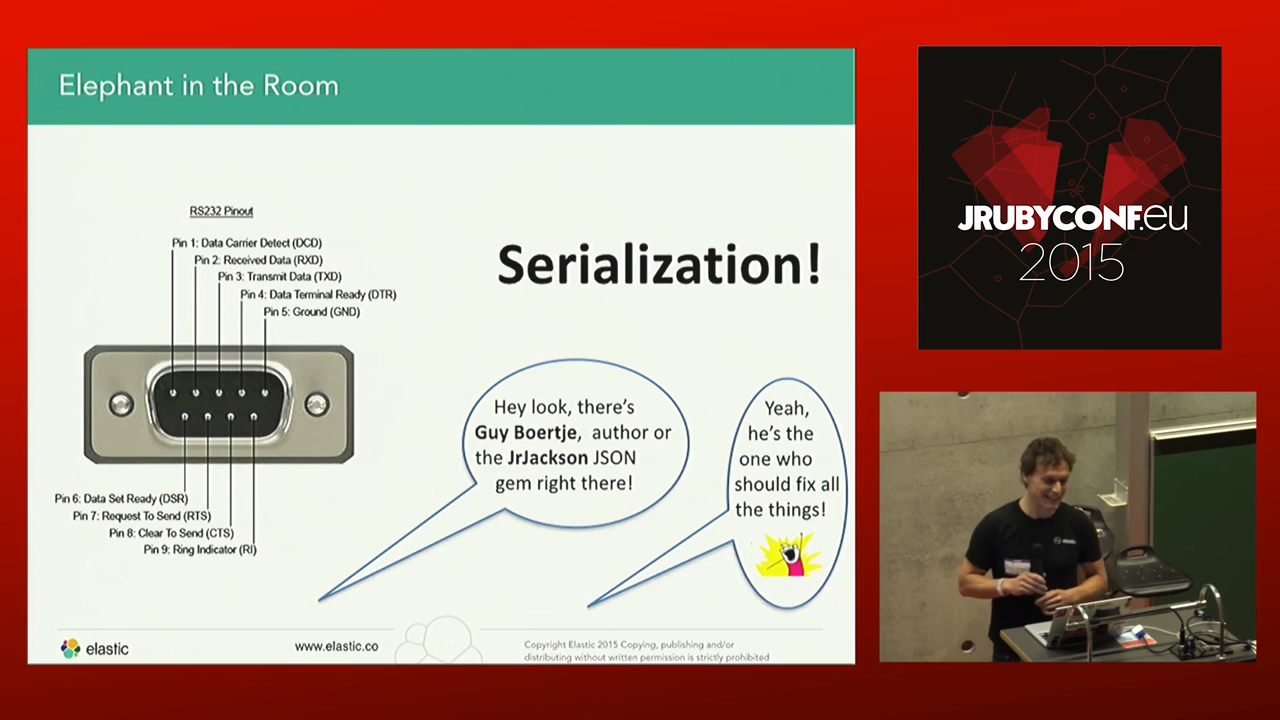 Elephant in the Room
RS232 Pinout
Pin 1: Data Carrier Detect (DCD)
Pin 2: Received Data (RXD)
Pin 3: Transmit Data (TXD)
Pin 4: Data Terminal Ready (DTR)
Pin 5: Ground (GND)
Pin 6: Data Set Ready (DSR)
Pin 7: Request To Send (RTS)
Pin 8: Clear To Send (CTS)
Pin 9: Ring Indicator (RI)
Serialization!
Hey look, there's
Guy Boertje, author or
the JrJackson JSON
gem right there!
Yeah,
he's the
one who
should fix all
the things!
elastic
www.elastic.co
Copyright Elastic 2015 Copying, publishing and/or
distributing without written permission is strictly prohibited
JRUBYCONF.eu
2015